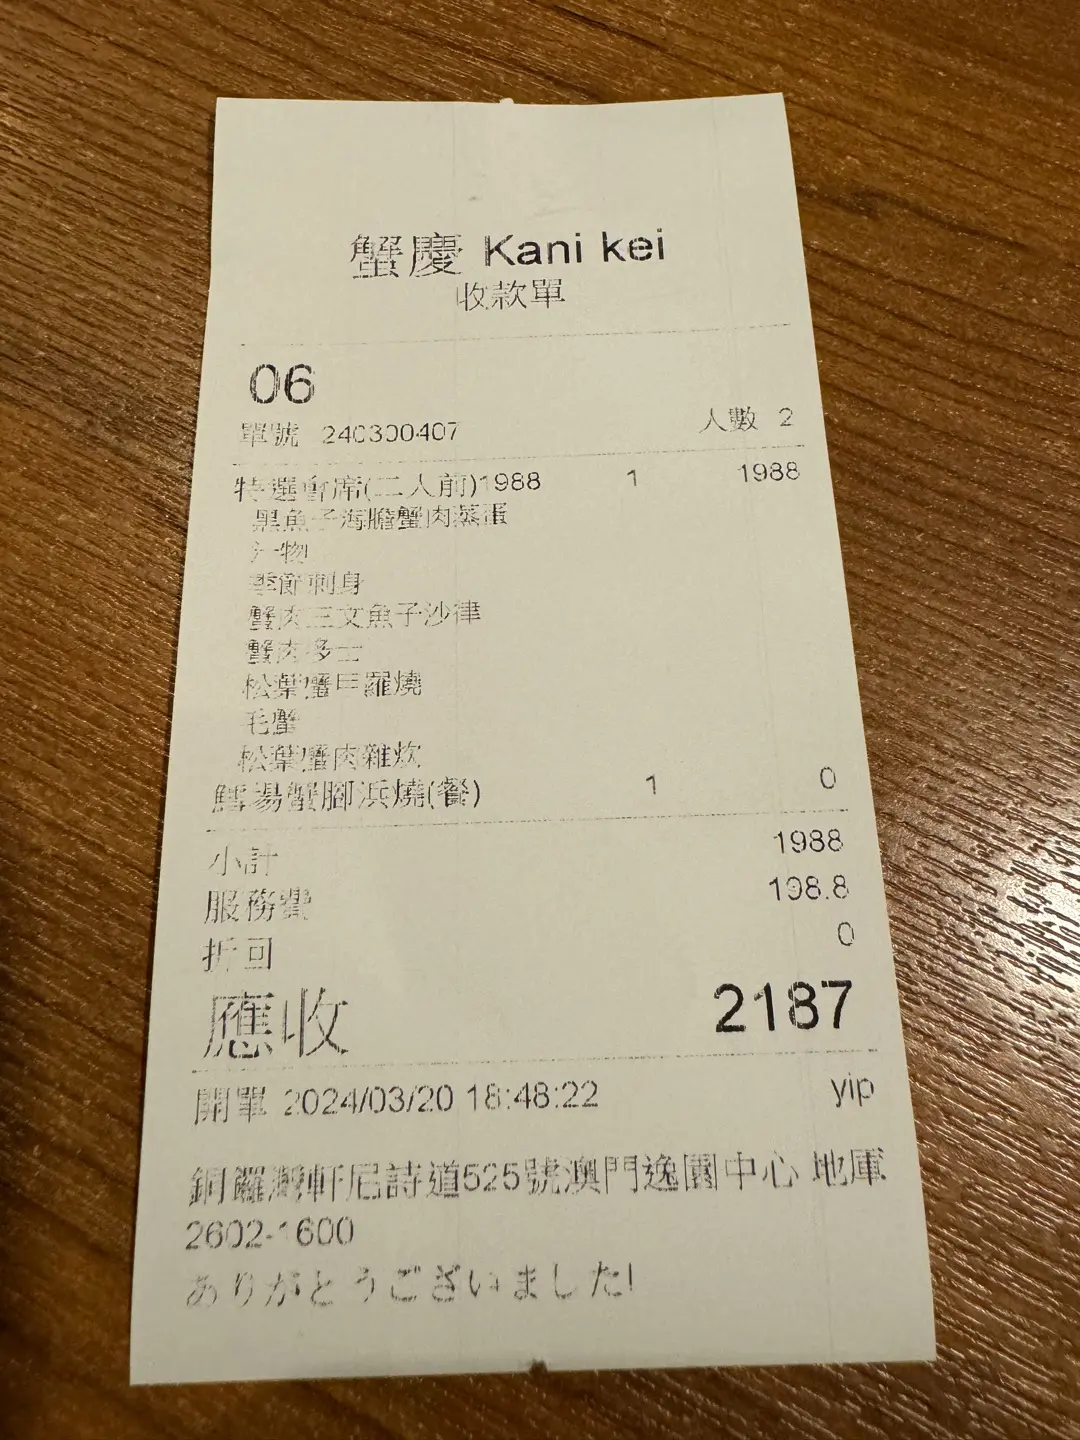 蟹慶 Kani kei
收款單
06
單號 240300407 人數 2
特選會席(二人前)1988 1 1988
黑魚子海膽蟹肉蒸蛋
汁物
季節刺身
蟹肉三文魚子沙律
蟹肉多士
松葉蟹甲羅燒
毛蟹
松葉蟹肉雜炊
鱈場蟹腳浜燒(餐) 1 0
小計 1988
服務費 198.8
折回 0
應收 2187
開單 2024/03/20 18:48:22 yip
銅鑼灣軒尼詩道525號澳門逸園中心 地庫
2602-1600
ありがとうございました!